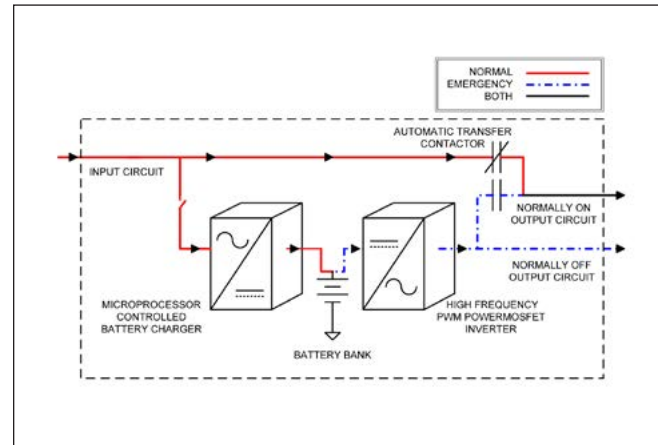 NORMAL
EMERGENCY
BOTH
AUTOMATIC TRANSFER
CONTACTOR
INPUT CIRCUIT
NORMALLY ON
OUTPUT CIRCUIT
NORMALLY OFF
OUTPUT CIRCUIT
MICROPROCESSOR
CONTROLLED
BATTERY CHARGER
HIGH FREQUENCY
PWM POWERMOSFET
INVERTER
BATTERY BANK